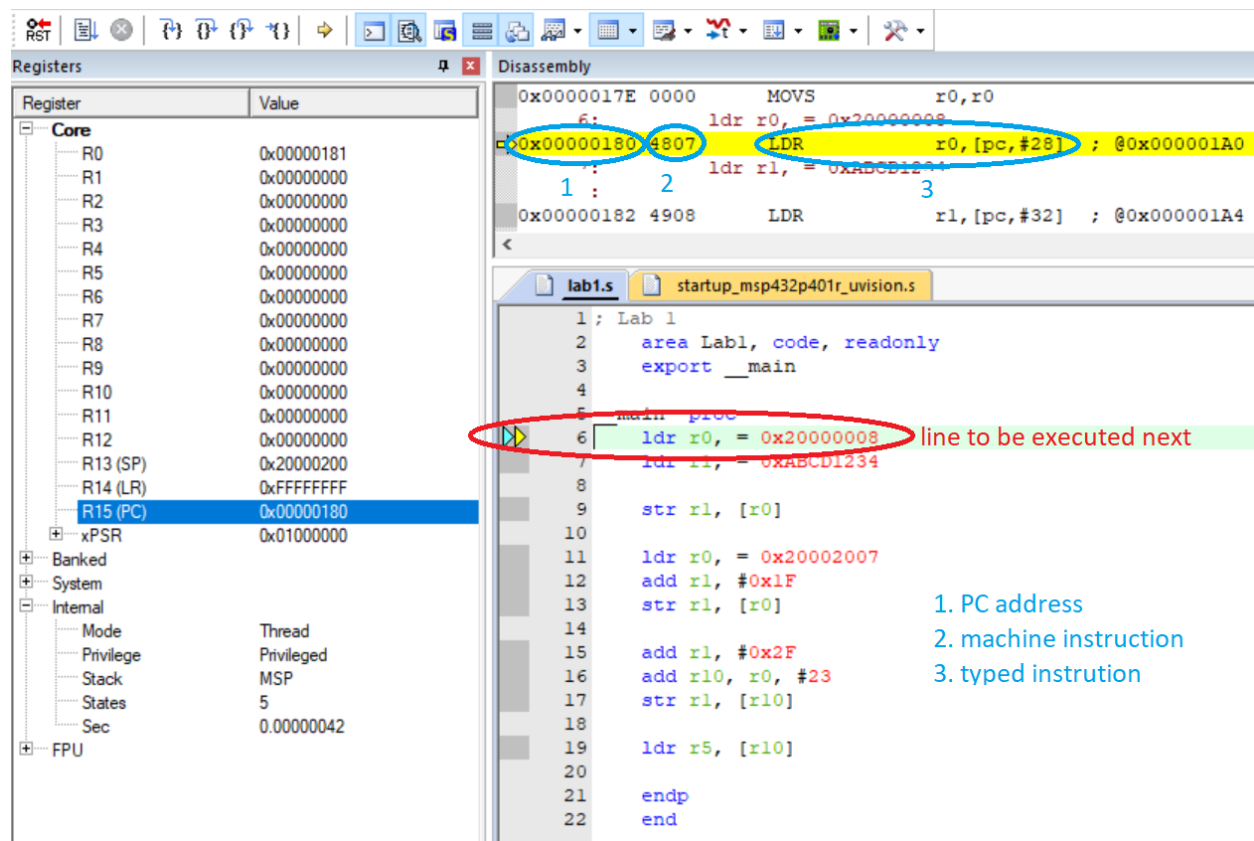 RST
Registers
Register Value
Core
R0 0x00000181
R1 0x00000000
R2 0x00000000
R3 0x00000000
R4 0x00000000
R5 0x00000000
R6 0x00000000
R7 0x00000000
R8 0x00000000
R9 0x00000000
R10 0x00000000
R11 0x00000000
R12 0x00000000
R13 (SP) 0x20000200
R14 (LR) 0xFFFFFFFF
R15 (PC) 0x00000180
xPSR 0x01000000
Banked
System
Internal
Mode Thread
Privilege Privileged
Stack MSP
States 5
Sec 0.00000042
FPU
Disassembly
0x0000017E 0000 MOVS r0,r0
6: ldr r0, = 0x20000008
0x00000180 4807 LDR r0,[pc,#28] ; @0x000001A0
7: ldr r1, = 0xABCD1234
1 : 2 3
0x00000182 4908 LDR r1,[pc,#32] ; @0x000001A4
lab1.s startup_msp432p401r_uvision.s
1 ; Lab 1
2 area Lab1, code, readonly
3 export __main
4
5 __main proc
6 ldr r0, = 0x20000008 line to be executed next
7 ldr r1, = 0xABCD1234
8
9 str r1, [r0]
10
11 ldr r0, = 0x20002007
12 add r1, #0x1F
13 str r1, [r0]
14
15 add r1, #0x2F
16 add r10, r0, #23
17 str r1, [r10]
18
19 ldr r5, [r10]
20
21 endp
22 end
1. PC address
2. machine instruction
3. typed instrution